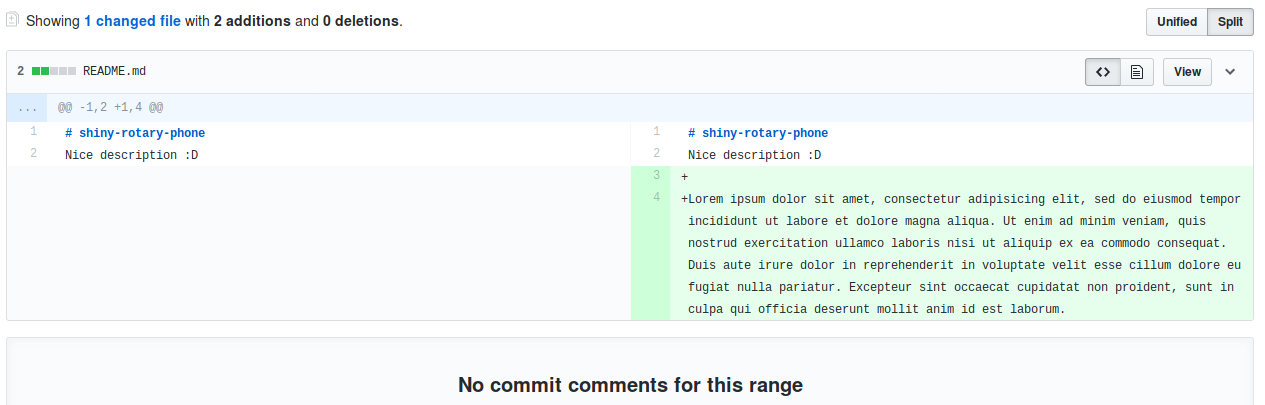 Showing 1 changed file with 2 additions and 0 deletions.
Unified Split
2 README.md
<> View
... @@ -1,2 +1,4 @@
1 # shiny-rotary-phone 1 # shiny-rotary-phone
2 Nice description :D 2 Nice description :D
3 +
4 +Lorem ipsum dolor sit amet, consectetur adipisicing elit, sed do eiusmod tempor
incididunt ut labore et dolore magna aliqua. Ut enim ad minim veniam, quis
nostrud exercitation ullamco laboris nisi ut aliquip ex ea commodo consequat.
Duis aute irure dolor in reprehenderit in voluptate velit esse cillum dolore eu
fugiat nulla pariatur. Excepteur sint occaecat cupidatat non proident, sunt in
culpa qui officia deserunt mollit anim id est laborum.
No commit comments for this range